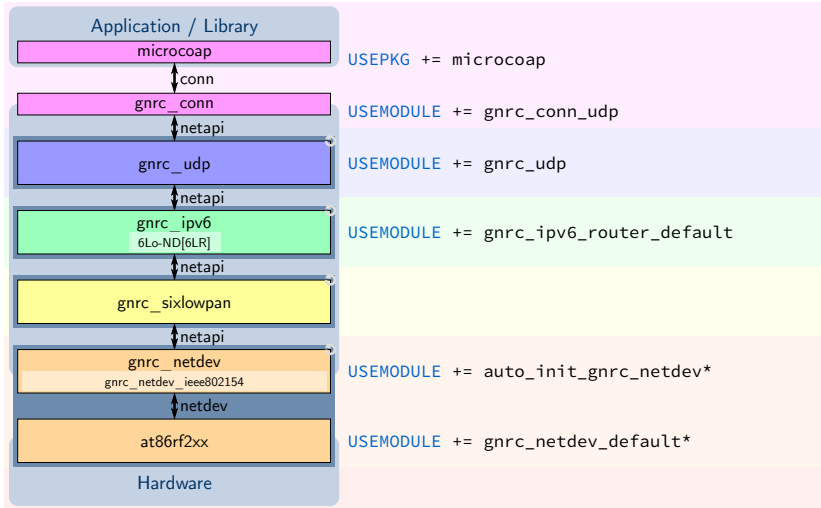 Application / Library
microcoap
USEPKG += microcoap
conn
gnrc_conn
USEMODULE += gnrc_conn_udp
netapi
gnrc_udp
USEMODULE += gnrc_udp
netapi
gnrc_ipv6
6Lo-ND[6LR]
USEMODULE += gnrc_ipv6_router_default
netapi
gnrc_sixlowpan
netapi
gnrc_netdev
gnrc_netdev_ieee802154
USEMODULE += auto_init_gnrc_netdev*
netdev
at86rf2xx
USEMODULE += gnrc_netdev_default*
Hardware